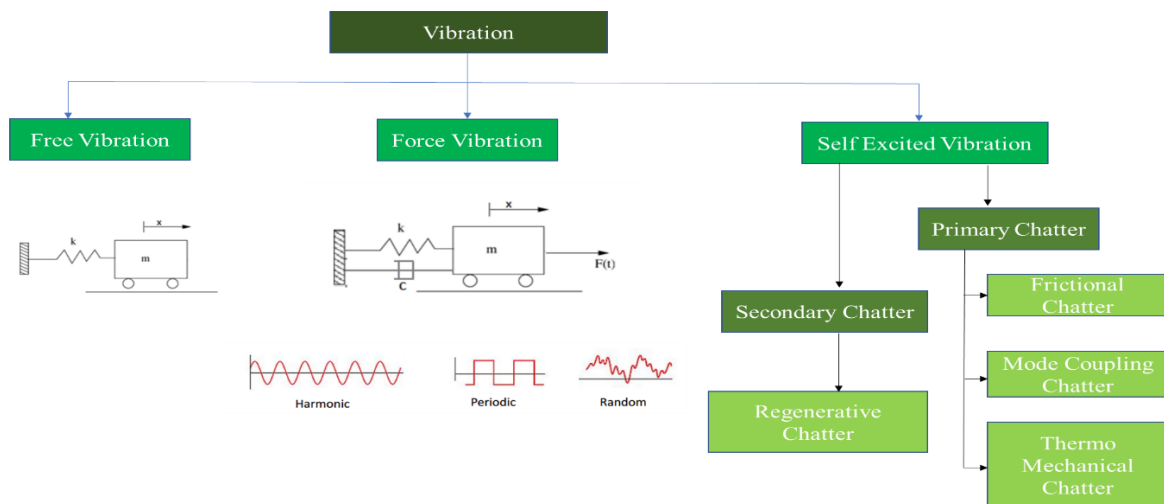 Vibration
Free Vibration
Force Vibration
Self Excited Vibration
x
k
m
x
k
m
F(t)
C
Primary Chatter
Frictional
Chatter
Secondary Chatter
Mode Coupling
Chatter
Harmonic
Periodic
Random
Regenerative
Chatter
Thermo
Mechanical
Chatter